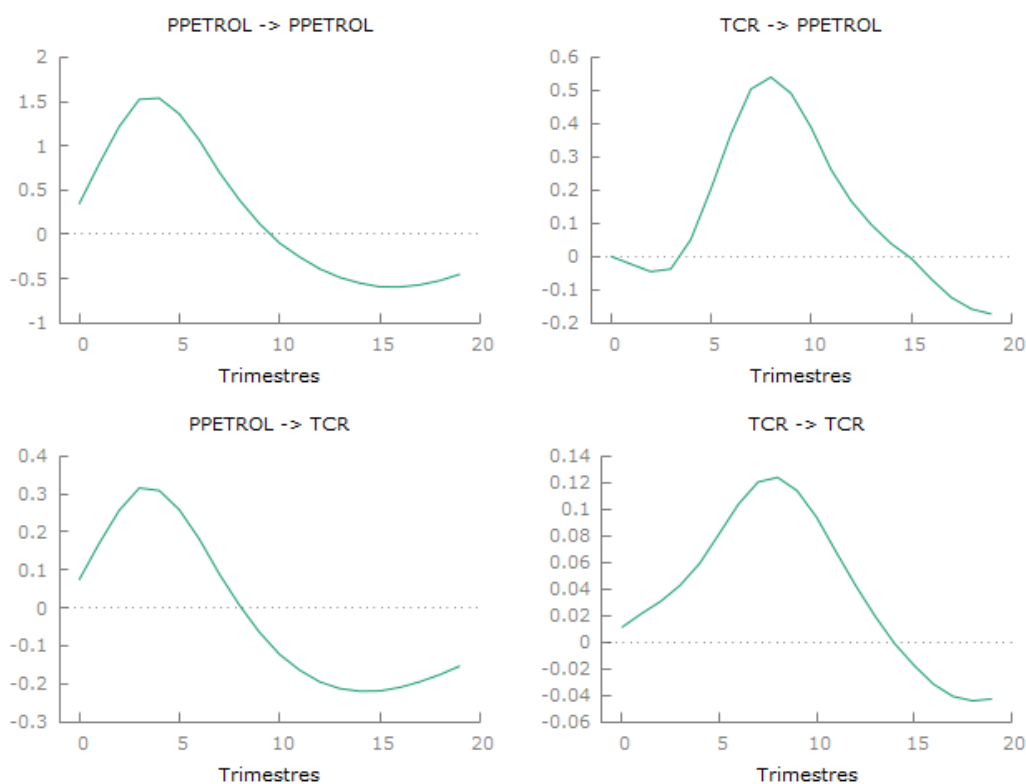 PPETROL -> PPETROL
2
1.5
1
0.5
0
-0.5
-1
0 5 10 15 20
Trimestres
TCR -> PPETROL
0.6
0.5
0.4
0.3
0.2
0.1
0
-0.1
-0.2
0 5 10 15 20
Trimestres
PPETROL -> TCR
0.4
0.3
0.2
0.1
0
-0.1
-0.2
-0.3
0 5 10 15 20
Trimestres
TCR -> TCR
0.14
0.12
0.1
0.08
0.06
0.04
0.02
0
-0.02
-0.04
-0.06
0 5 10 15 20
Trimestres